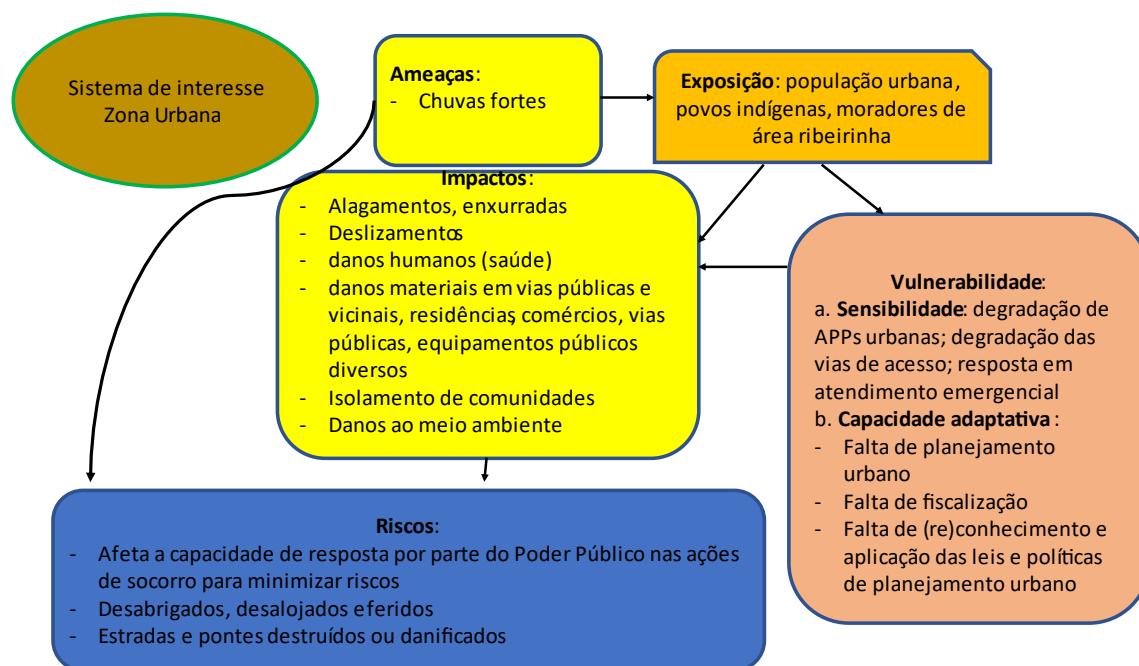 Sistema de interesse
Zona Urbana
Ameaças:
- Chuvas fortes
Exposição: população urbana,
povos indígenas, moradores de
área ribeirinha
Impactos:
- Alagamentos, enxurradas
- Deslizamentos
- danos humanos (saúde)
- danos materiais em vias públicas e
vicinais, residências, comércios, vias
públicas, equipamentos públicos
diversos
- Isolamento de comunidades
- Danos ao meio ambiente
Vulnerabilidade:
a. Sensibilidade: degradação de
APPs urbanas; degradação das
vias de acesso; resposta em
atendimento emergencial
b. Capacidade adaptativa :
- Falta de planejamento
urbano
- Falta de fiscalização
- Falta de (re)conhecimento e
aplicação das leis e políticas
de planejamento urbano
Riscos:
- Afeta a capacidade de resposta por parte do Poder Público nas ações
de socorro para minimizar riscos
- Desabrigados, desalojados e feridos
- Estradas e pontes destruídos ou danificados